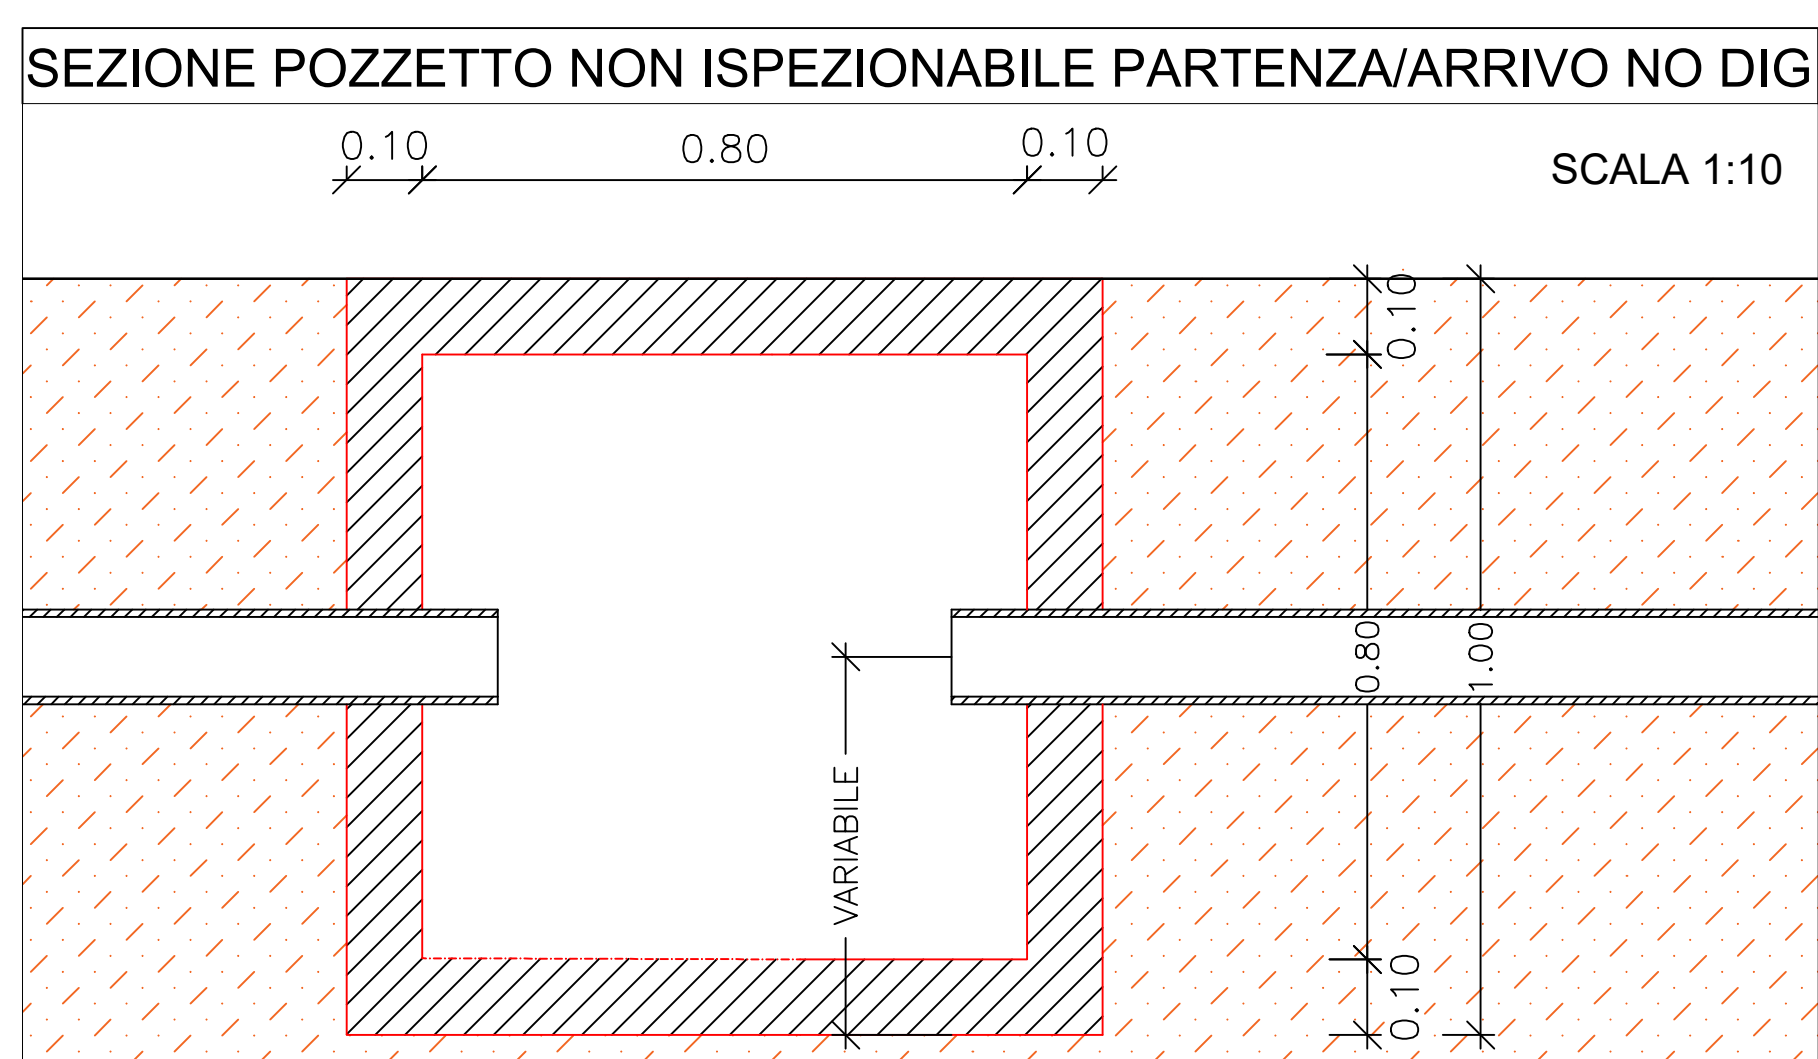 SEZIONE POZZETTO NON ISPEZIONABILE PARTENZA/ARRIVO NO DIG
0.10 0.80 0.10
SCALA 1:10
0.10
0.80 1.00
VARIABILE
0.10